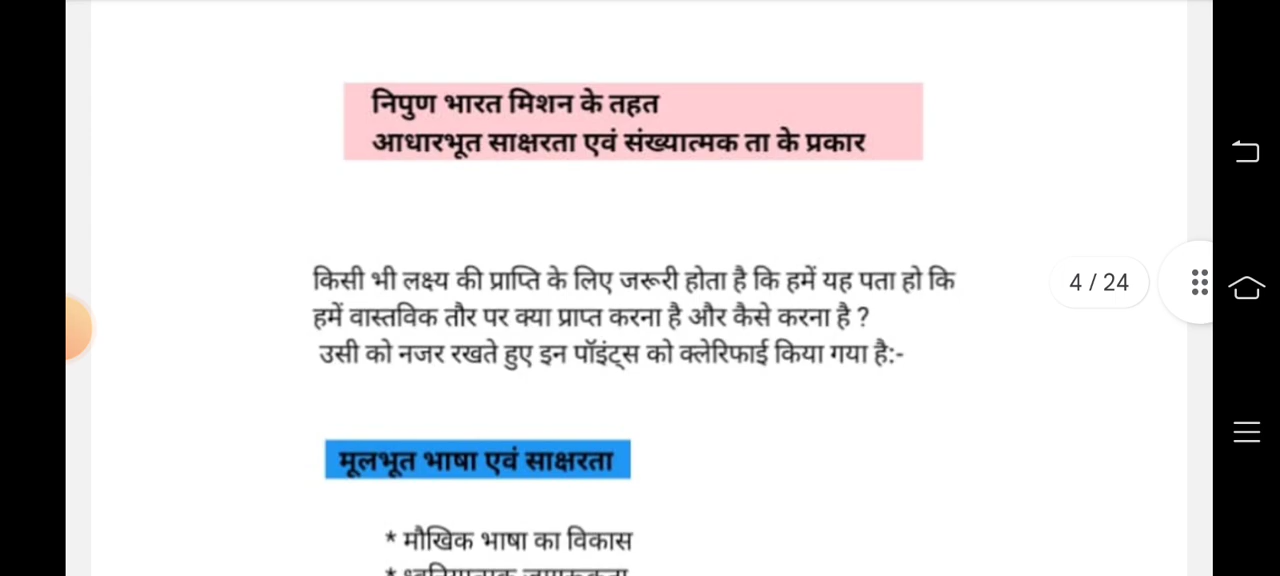 निपुण भारत मिशन के तहत
आधारभूत साक्षरता एवं संख्यात्मक ता के प्रकार
किसी भी लक्ष्य की प्राप्ति के लिए जरूरी होता है कि हमें यह पता हो कि
हमें वास्तविक तौर पर क्या प्राप्त करना है और कैसे करना है ?
उसी को नजर रखते हुए इन पॉइंट्स को क्लेरिफाई किया गया है:-
4 / 24
मूलभूत भाषा एवं साक्षरता
* मौखिक भाषा का विकास